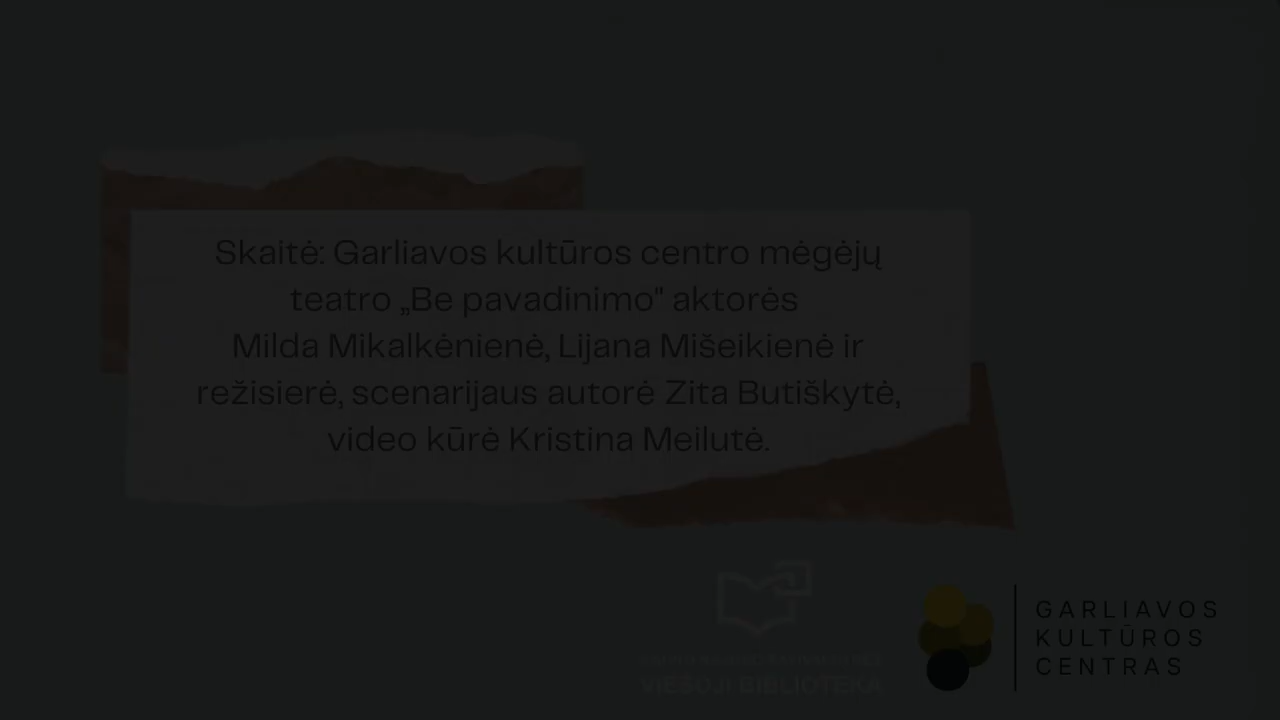 Skaitė: Garliavos kultūros centro mėgėjų
teatro „Be pavadinimo" aktorės
Milda Mikalkėnienė, Lijana Mišeikienė ir
režisierė, scenarijaus autorė Zita Butiškytė,
video kūrė Kristina Meilutė.
VIEŠOJI BIBLIOTEKA
GARLIAVOS
KULTŪROS
CENTRAS